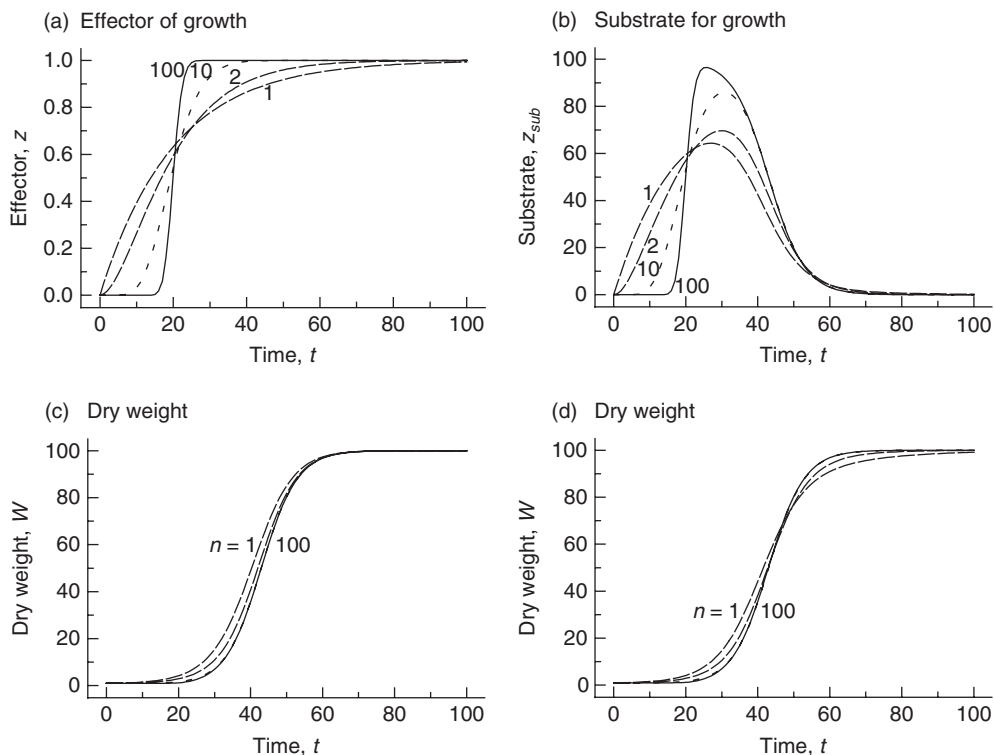 (a) Effector of growth
Effector, z
1.0
0.8
0.6
0.4
0.2
0.0
100 10 2
1
0 20 40 60 80 100
Time, t
(b) Substrate for growth
Substrate, z_sub
100
80
60
40
20
0
1
2
10
100
0 20 40 60 80 100
Time, t
(c) Dry weight
Dry weight, W
100
80
60
40
20
0
n = 1 100
0 20 40 60 80 100
Time, t
(d) Dry weight
Dry weight, W
100
80
60
40
20
0
n = 1 100
0 20 40 60 80 100
Time, t